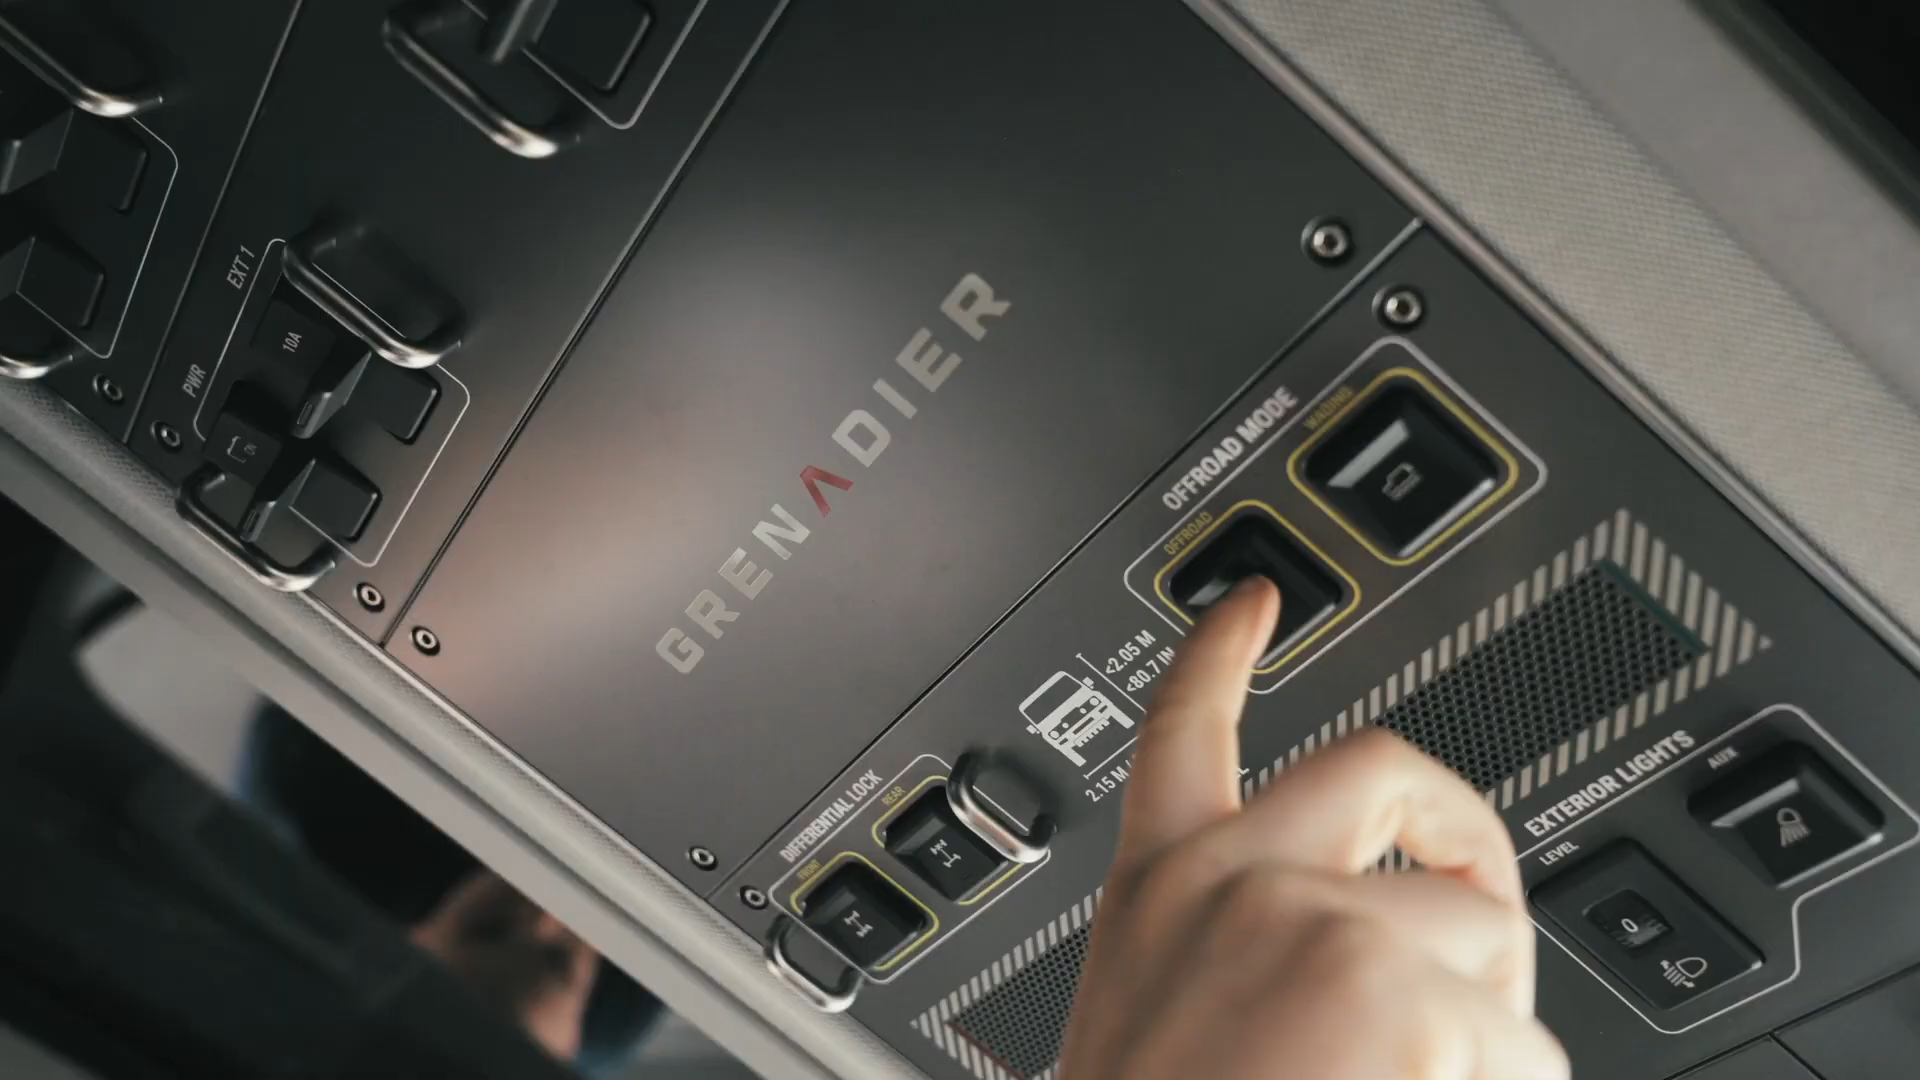 EXT 1
10A
PWR
GRENADIER
OFFROAD MODE
WADING
OFFROAD
<2.05 M
<80.7 IN
2.15 M /
DIFFERENTIAL LOCK
REAR
FRONT
EXTERIOR LIGHTS
AUX
LEVEL
0